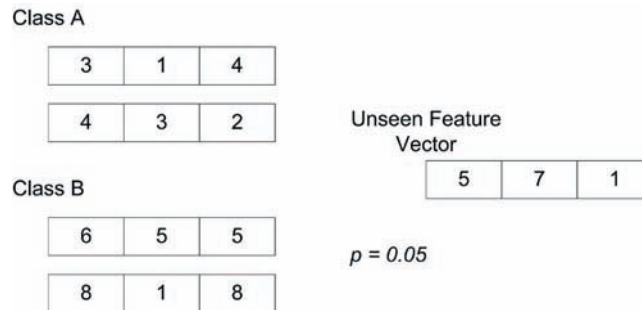 Class A
3 1 4
4 3 2
Unseen Feature
Vector
5 7 1
Class B
6 5 5
p = 0.05
8 1 8